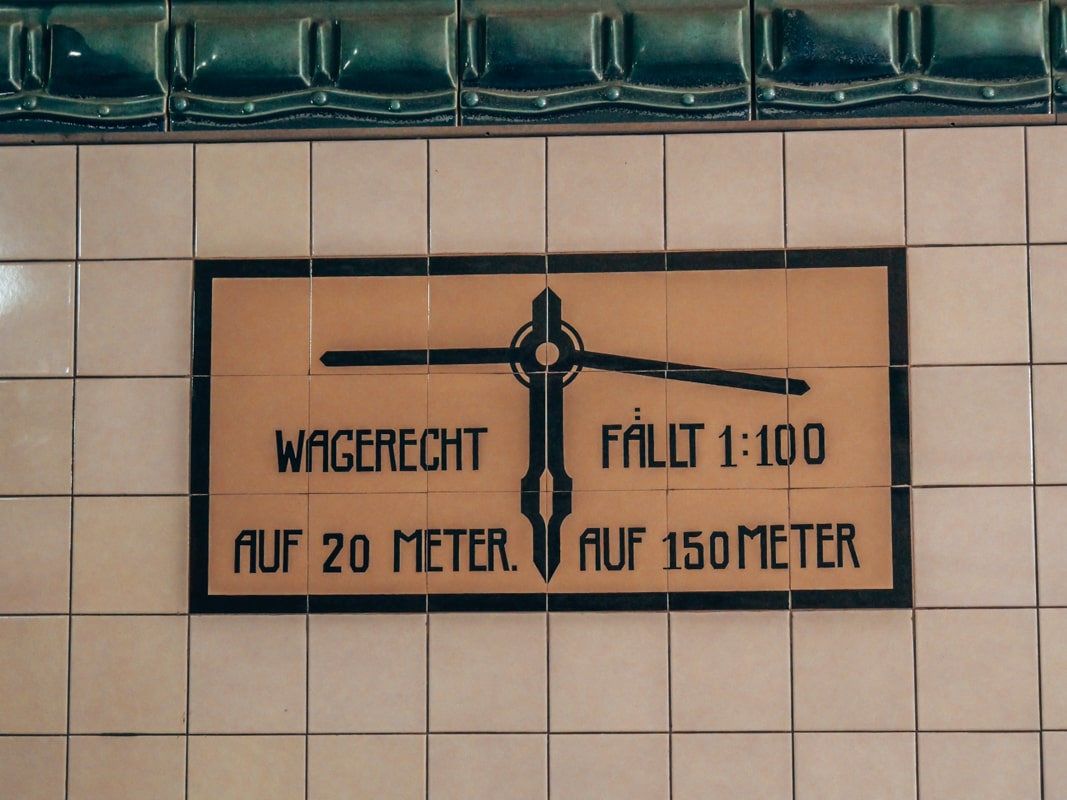 WAGERECHT
AUF 20 METER.
FÄLLT 1:100
AUF 150 METER